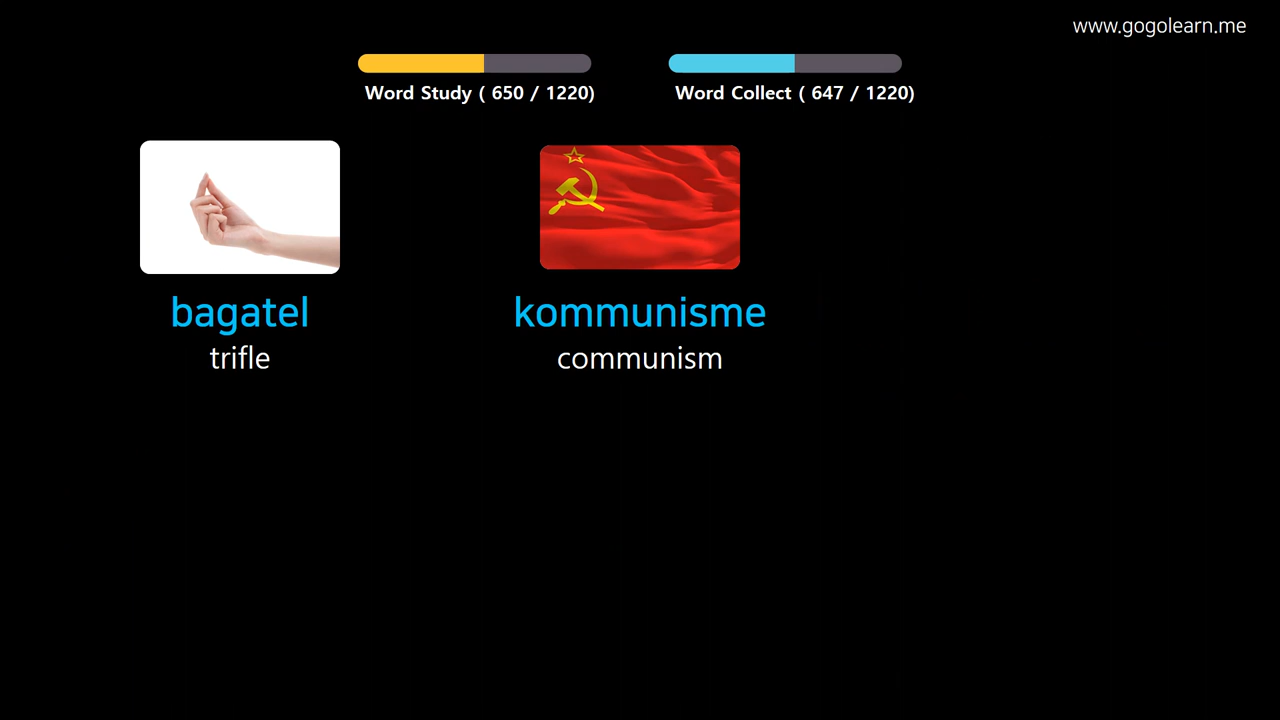 www.gogolearn.me
Word Study ( 650 / 1220)
Word Collect ( 647 / 1220)
bagatel
trifle
kommunisme
communism